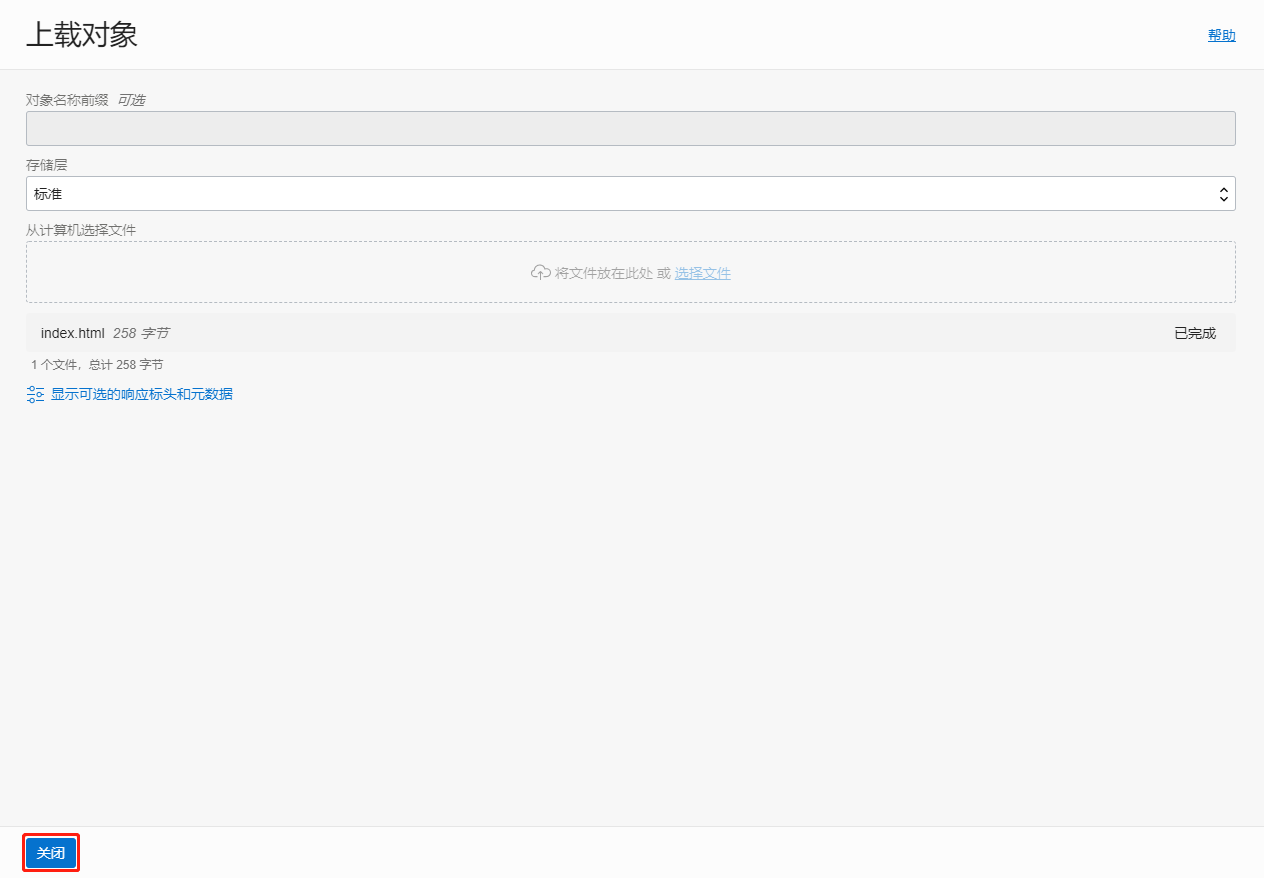 上载对象
帮助
对象名称前缀 可选
存储层
标准
从计算机选择文件
将文件放在此处 或 选择文件
index.html 258 字节 已完成
1 个文件，总计 258 字节
显示可选的响应标头和元数据
关闭